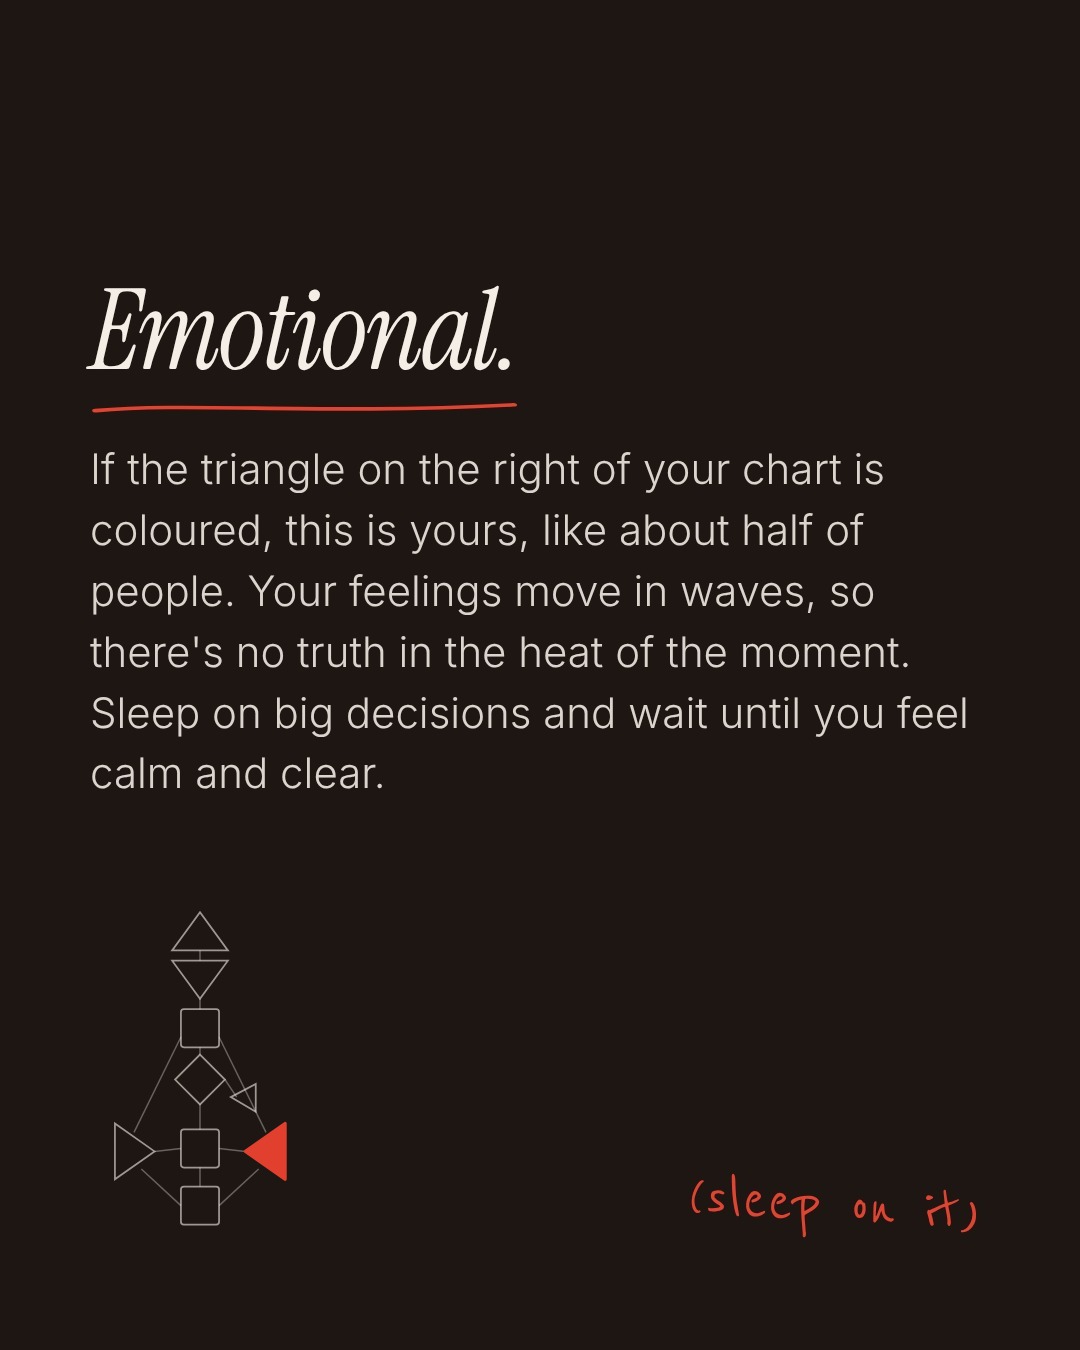 Emotional.
If the triangle on the right of your chart is
coloured, this is yours, like about half of
people. Your feelings move in waves, so
there's no truth in the heat of the moment.
Sleep on big decisions and wait until you feel
calm and clear.
(sleep on it)